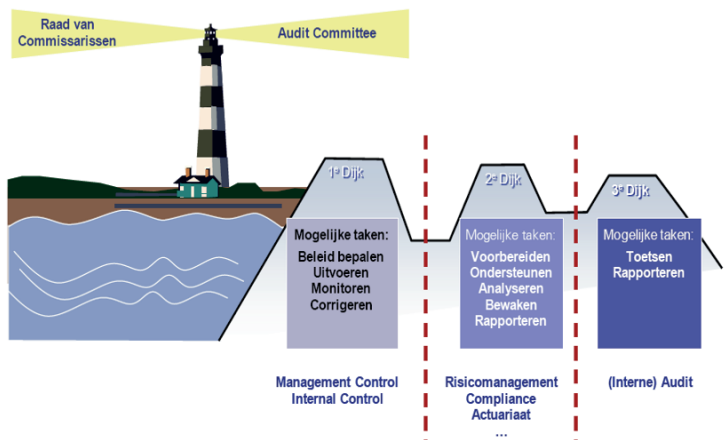 Raad van
Commissarissen
Audit Committee
1e Dijk
2e Dijk
3e Dijk
Mogelijke taken:
Beleid bepalen
Uitvoeren
Monitoren
Corrigeren
Mogelijke taken:
Voorbereiden
Ondersteunen
Analyseren
Bewaken
Rapporteren
Mogelijke taken:
Toetsen
Rapporteren
Management Control
Internal Control
Risicomanagement
Compliance
Actuariaat
...
(Interne) Audit